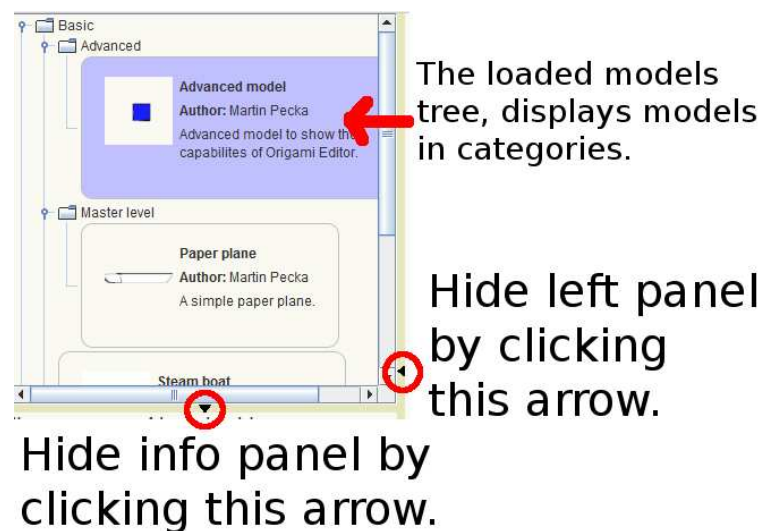 Basic
Advanced
Advanced model
Author: Martin Pecka
Advanced model to show the
capabilites of Origami Editor.
The loaded models
tree, displays models
in categories.
Master level
Paper plane
Author: Martin Pecka
A simple paper plane.
Steam boat
Hide left panel
by clicking
this arrow.
Hide info panel by
clicking this arrow.